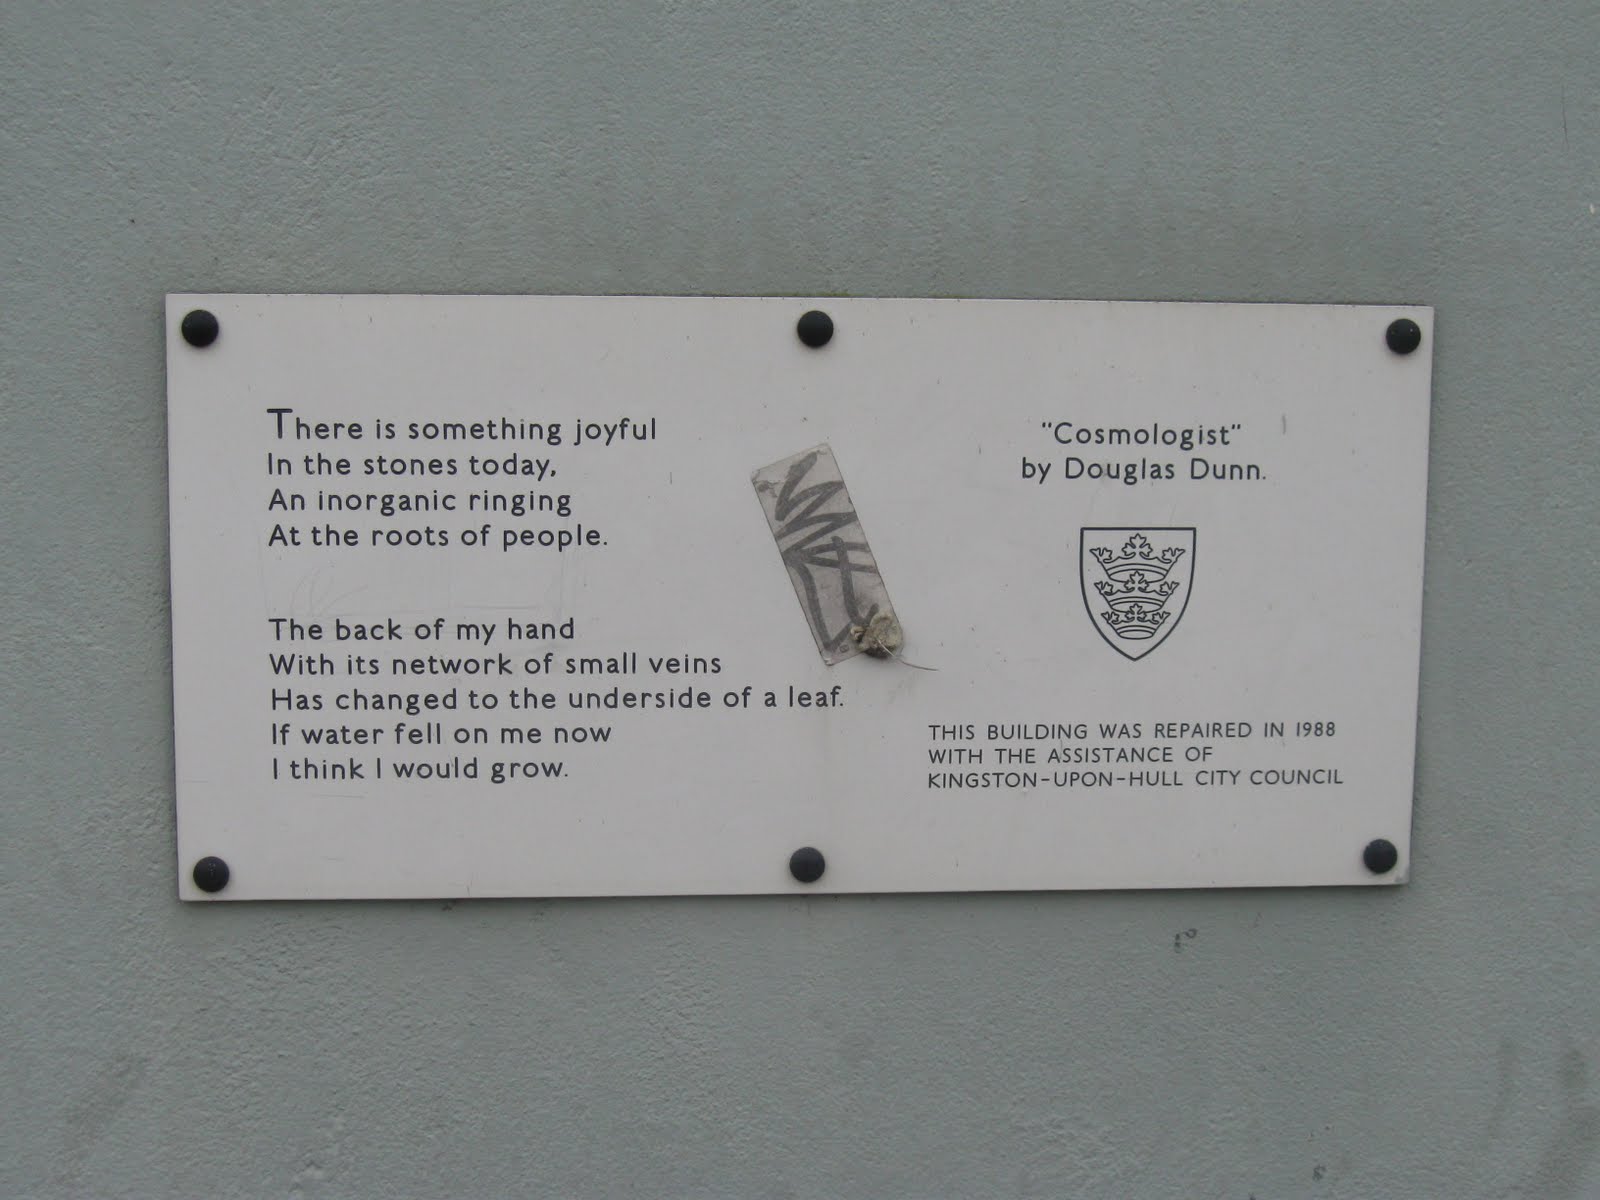 There is something joyful
In the stones today,
An inorganic ringing
At the roots of people.
The back of my hand
With its network of small veins
Has changed to the underside of a leaf.
If water fell on me now
I think I would grow.
"Cosmologist"
by Douglas Dunn.
THIS BUILDING WAS REPAIRED IN 1988
WITH THE ASSISTANCE OF
KINGSTON-UPON-HULL CITY COUNCIL